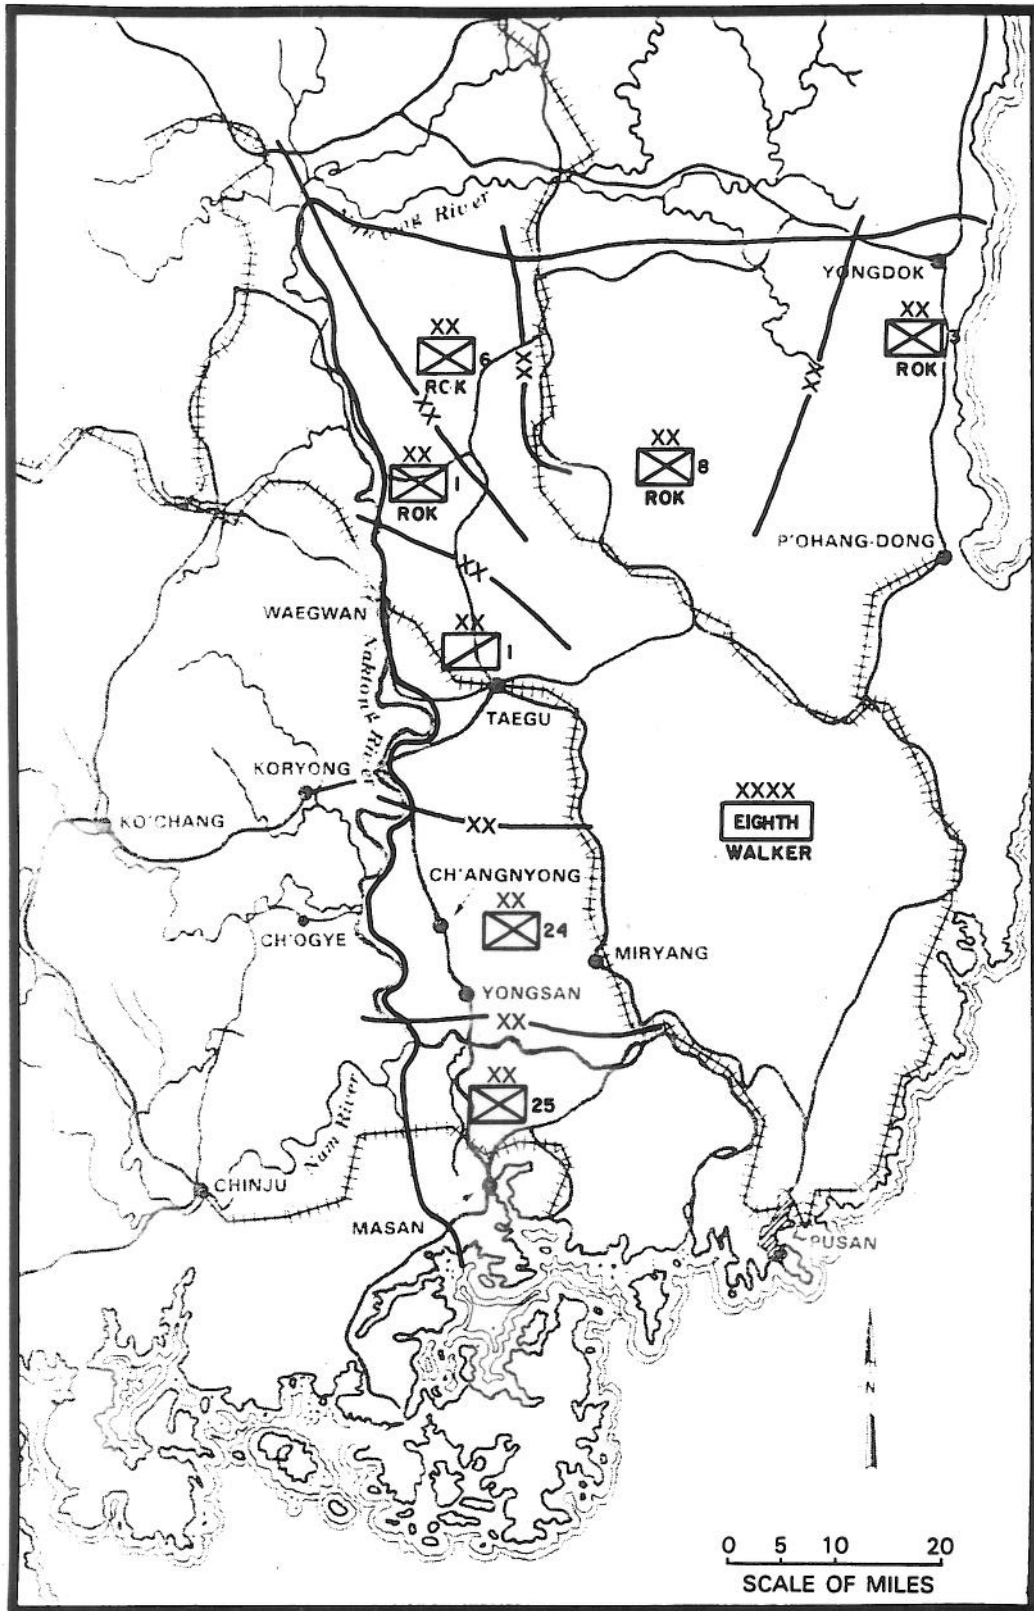 Naktong River
YONGDOK
XX
6
ROK
XX
XX
3
ROK
XX
XX
XX
8
ROK
XX
1
ROK
XX
P'OHANG-DONG
WAEGWAN
XX
1
Naktong River
TAEGU
KORYONG
KO'CHANG
XX
XXXX
EIGHTH
WALKER
CH'ANGNYONG
XX
24
CH'OGYE
MIRYANG
YONGSAN
XX
XX
25
Nam River
CHINJU
MASAN
PUSAN
N
0 5 10 20
SCALE OF MILES